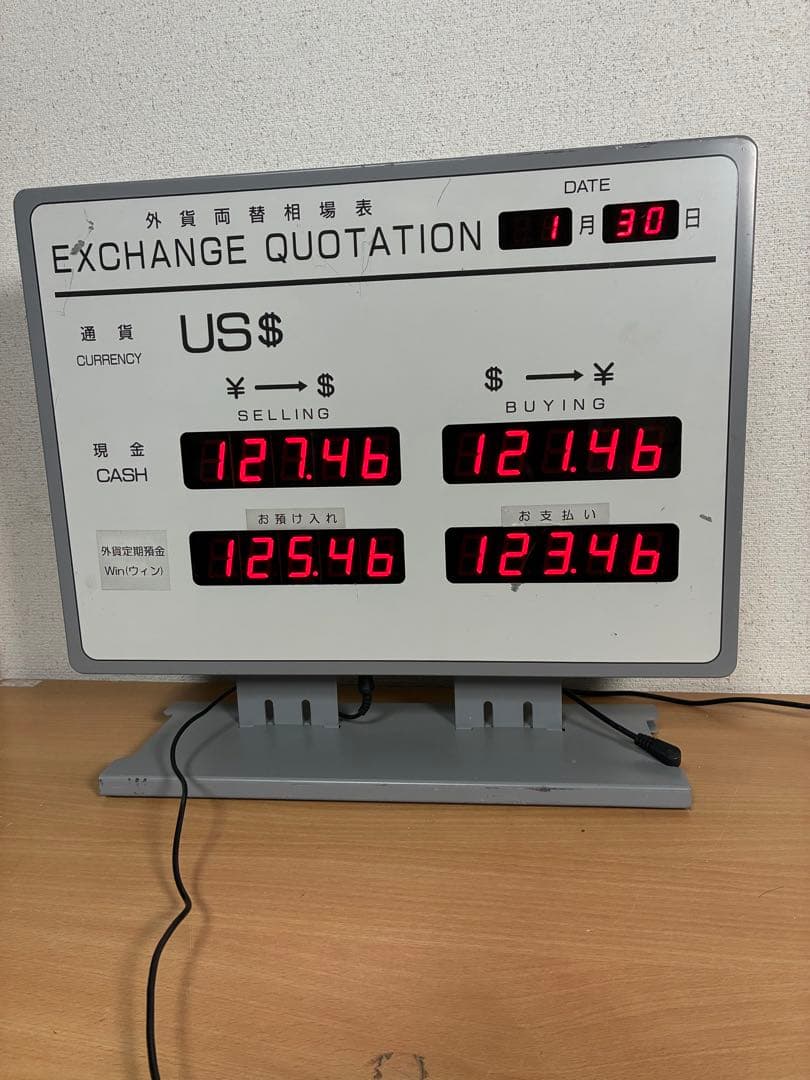 外貨両替相場表
DATE
EXCHANGE QUOTATION 1月30日
通貨 US$
CURRENCY
¥→$ $→¥
SELLING BUYING
現金
CASH 127.46 121.46
お預け入れ お支払い
外貨定期預金
Win(ウィン) 125.46 123.46